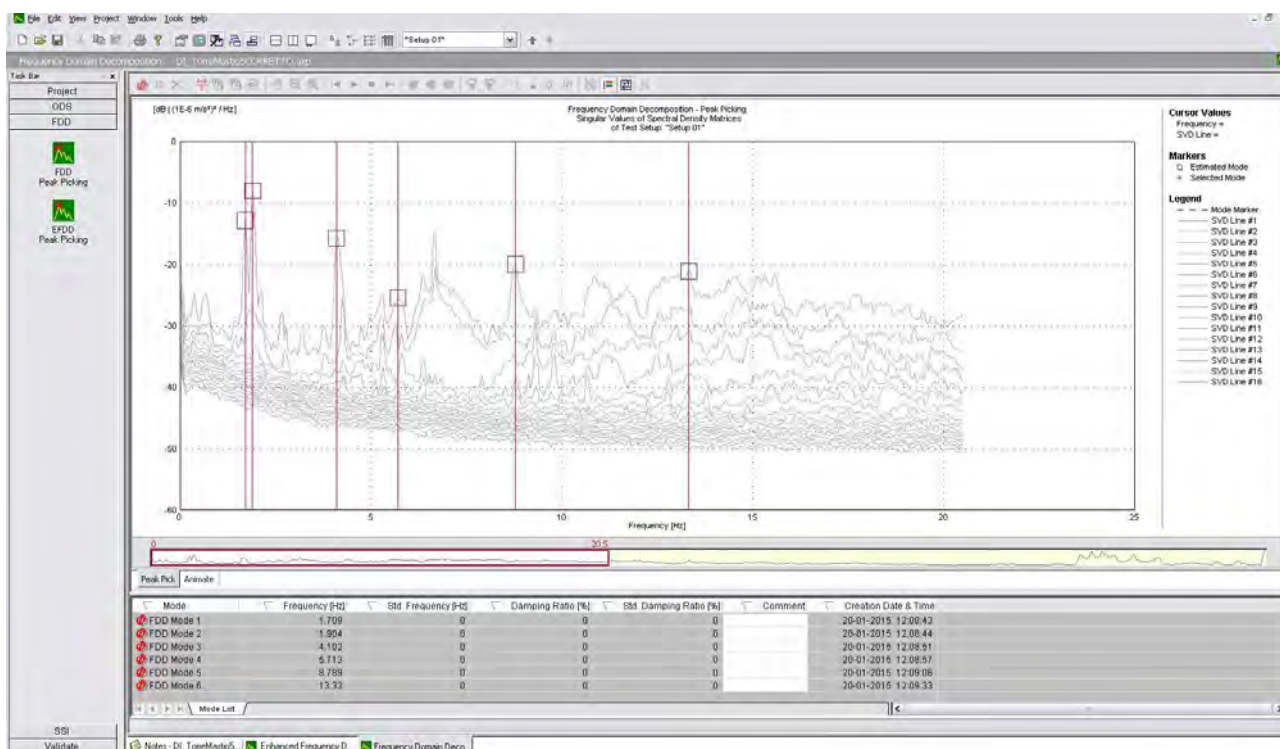 File Edit View Project Window Tools Help
"Setup 01"
Frequency Domain Decomposition
Task Bar
Project
ODS
FDD
FDD
Peak Picking
EFDD
Peak Picking
SSI
Validate
[dB | (1E-6 m/s²)² / Hz]
Frequency Domain Decomposition - Peak Picking
Singular Values of Spectral Density Matrices
of Test Setup: "Setup 01"
0
-10
-20
-30
-40
-50
-60
0 5 10 15 20 25
Frequency [Hz]
Cursor Values
Frequency =
SVD Line =
Markers
Estimated Mode
Selected Mode
Legend
Mode Marker
SVD Line #1
SVD Line #2
SVD Line #3
SVD Line #4
SVD Line #5
SVD Line #6
SVD Line #7
SVD Line #8
SVD Line #9
SVD Line #10
SVD Line #11
SVD Line #12
SVD Line #13
SVD Line #14
SVD Line #15
SVD Line #16
0 20.5
Peak Pick Animate
Mode Frequency [Hz] Std. Frequency [Hz] Damping Ratio [%] Std. Damping Ratio [%] Comment Creation Date & Time
FDD Mode 1 1.709 0 0 0 20-01-2015 12:08:43
FDD Mode 2 1.904 0 0 0 20-01-2015 12:08:44
FDD Mode 3 4.102 0 0 0 20-01-2015 12:08:51
FDD Mode 4 5.713 0 0 0 20-01-2015 12:08:57
FDD Mode 5 8.789 0 0 0 20-01-2015 12:09:06
FDD Mode 6 13.33 0 0 0 20-01-2015 12:09:33
Mode List
Enhanced Frequency D... Frequency Domain Deco...